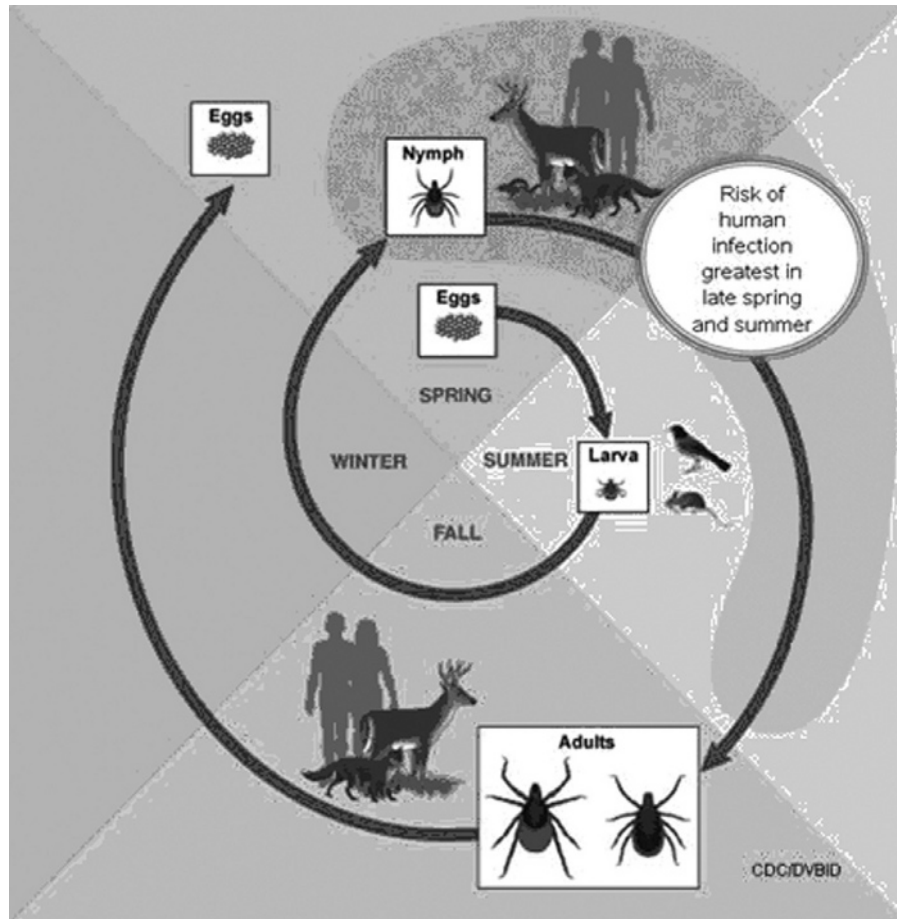 Eggs
Nymph
Risk of
human
infection
greatest in
late spring
and summer
Eggs
SPRING
WINTER
SUMMER
Larva
FALL
Adults
CDC/DVBID